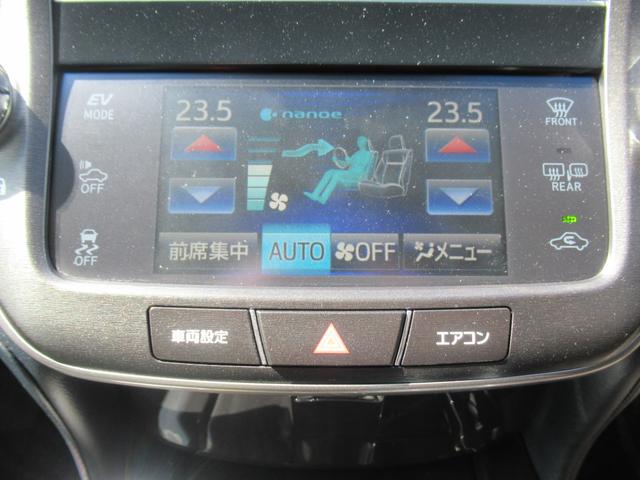 EV
MODE
OFF
OFF
23.5
nanoe
23.5
前席集中
AUTO
OFF
メニュー
FRONT
REAR
車両設定
エアコン